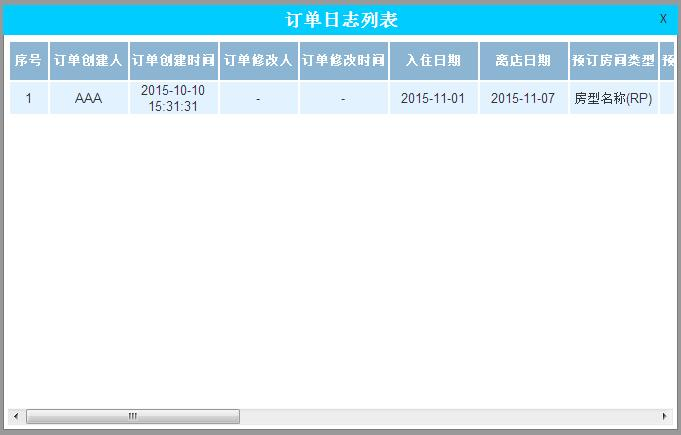 订单日志列表 X
序号 订单创建人 订单创建时间 订单修改人 订单修改时间 入住日期 离店日期 预订房间类型
1 AAA 2015-10-10 15:31:31 - - 2015-11-01 2015-11-07 房型名称(RP)